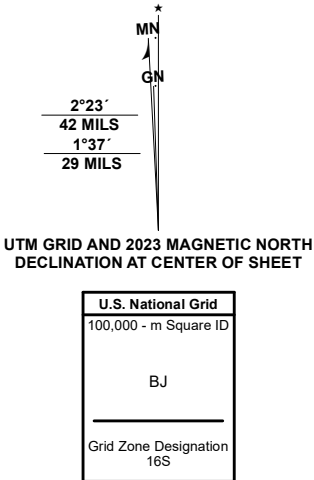 ★
MN
GN
2°23´
42 MILS
1°37´
29 MILS
UTM GRID AND 2023 MAGNETIC NORTH
DECLINATION AT CENTER OF SHEET
U.S. National Grid
100,000 - m Square ID
BJ
Grid Zone Designation
16S